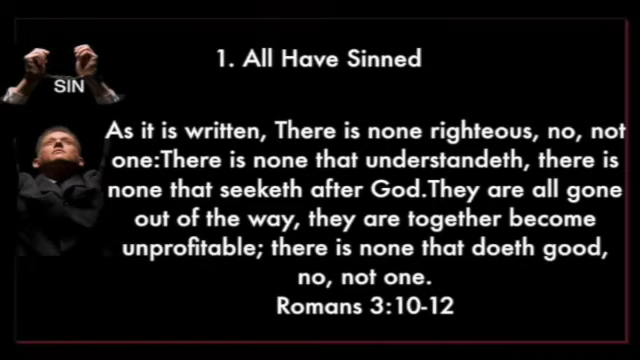 1. All Have Sinned
SIN
As it is written, There is none righteous, no, not
one:There is none that understandeth, there is
none that seeketh after God.They are all gone
out of the way, they are together become
unprofitable; there is none that doeth good,
no, not one.
Romans 3:10-12